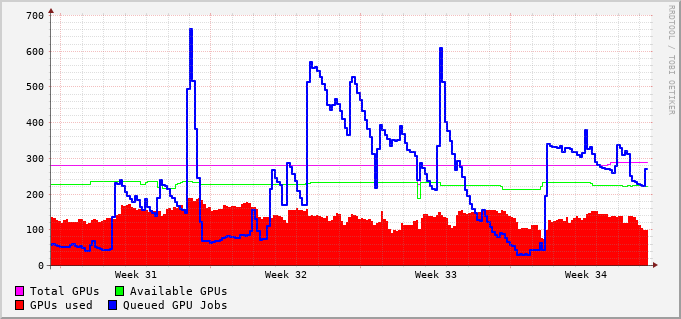 700
600
500
400
300
200
100
0
Week 31 Week 32 Week 33 Week 34
Total GPUs Available GPUs
GPUs used Queued GPU Jobs
RRDTOOL / TOBI OETIKER